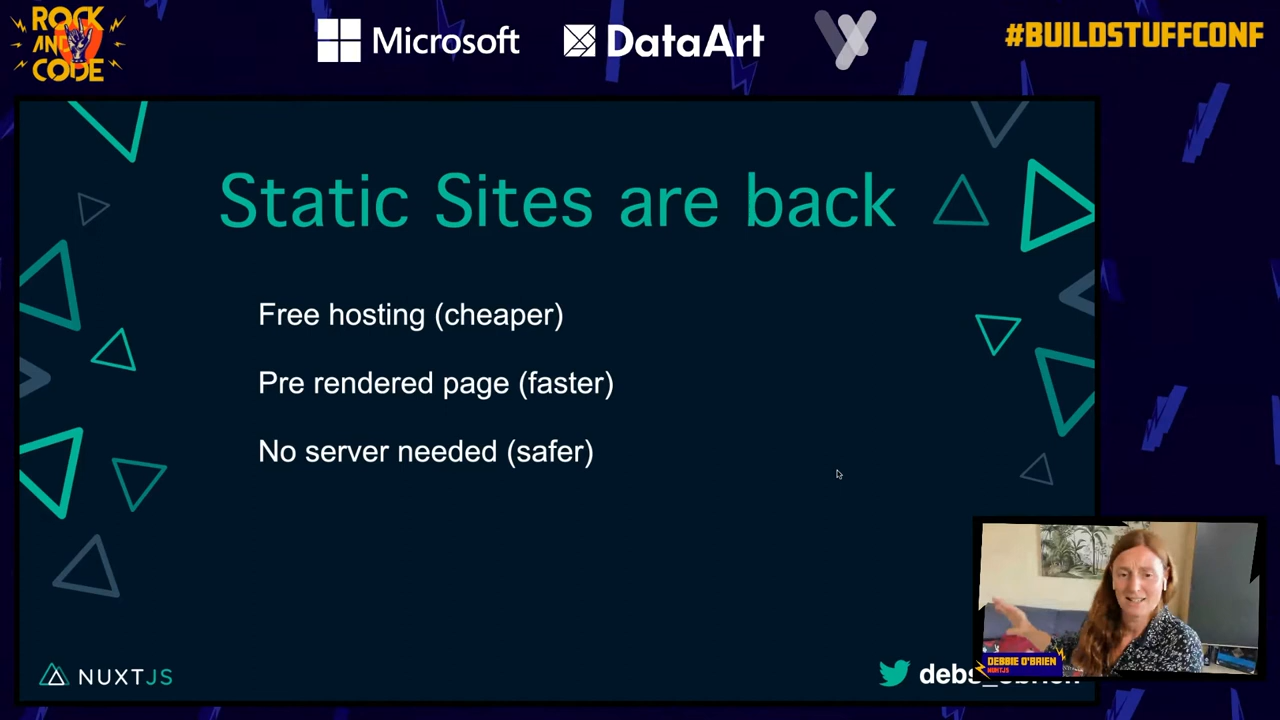 ROCK
AND
CODE
Microsoft
DataArt
#BUILDSTUFFCONF
Static Sites are back
Free hosting (cheaper)
Pre rendered page (faster)
No server needed (safer)
NUXTJS
DEBBIE O'BRIEN
NUXTJS